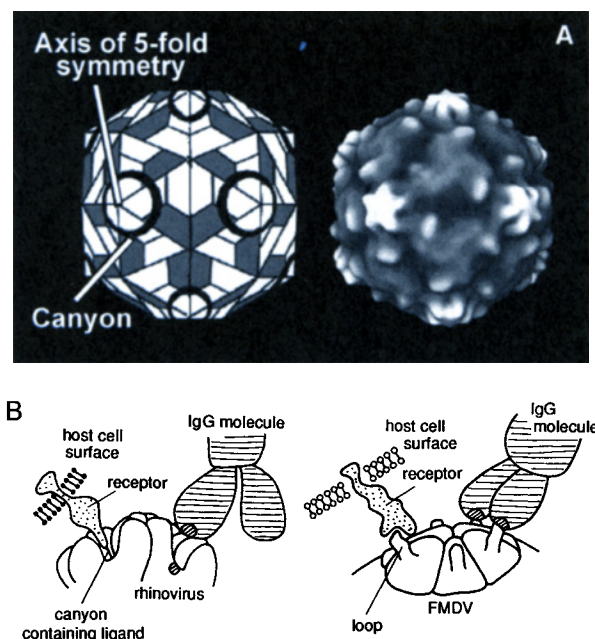 Axis of 5-fold
symmetry
A
Canyon
B
host cell
surface
receptor
IgG molecule
rhinovirus
canyon
containing ligand
host cell
surface
receptor
IgG
molecule
loop
FMDV